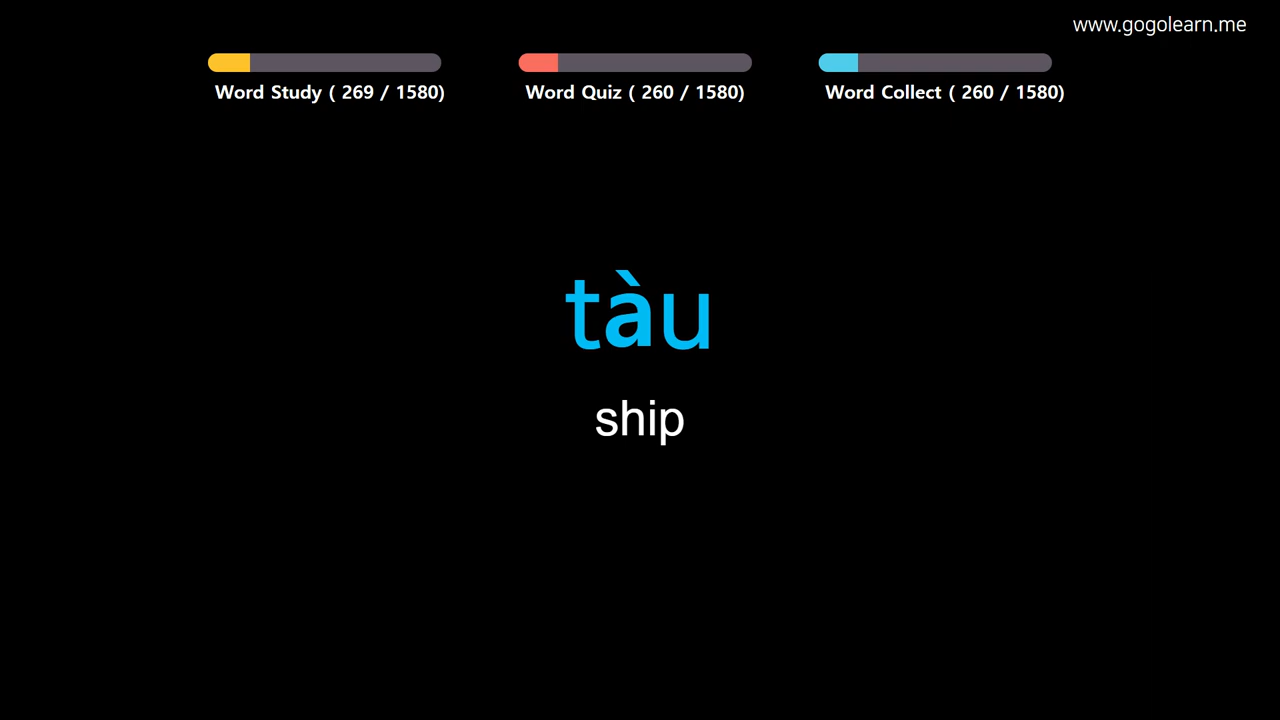 www.gogolearn.me
Word Study ( 269 / 1580)
Word Quiz ( 260 / 1580)
Word Collect ( 260 / 1580)
tàu
ship